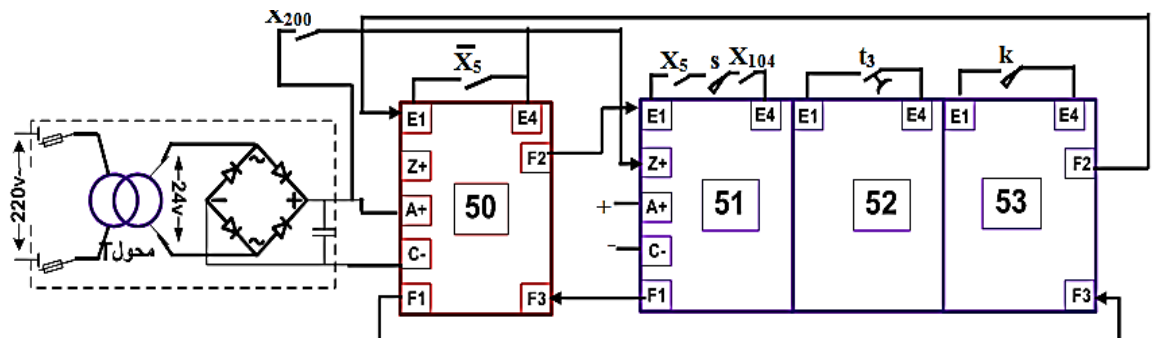 X200
X̅5
X5 s X104
t3
k
E1 E4
E1 E4
E1 E4
E1 E4
F2
F2
Z+
Z+
220v
24v
~
− +
~
محول T
A+
50
+ A+
51
52
53
C-
− C-
F1 F3
F1
F3